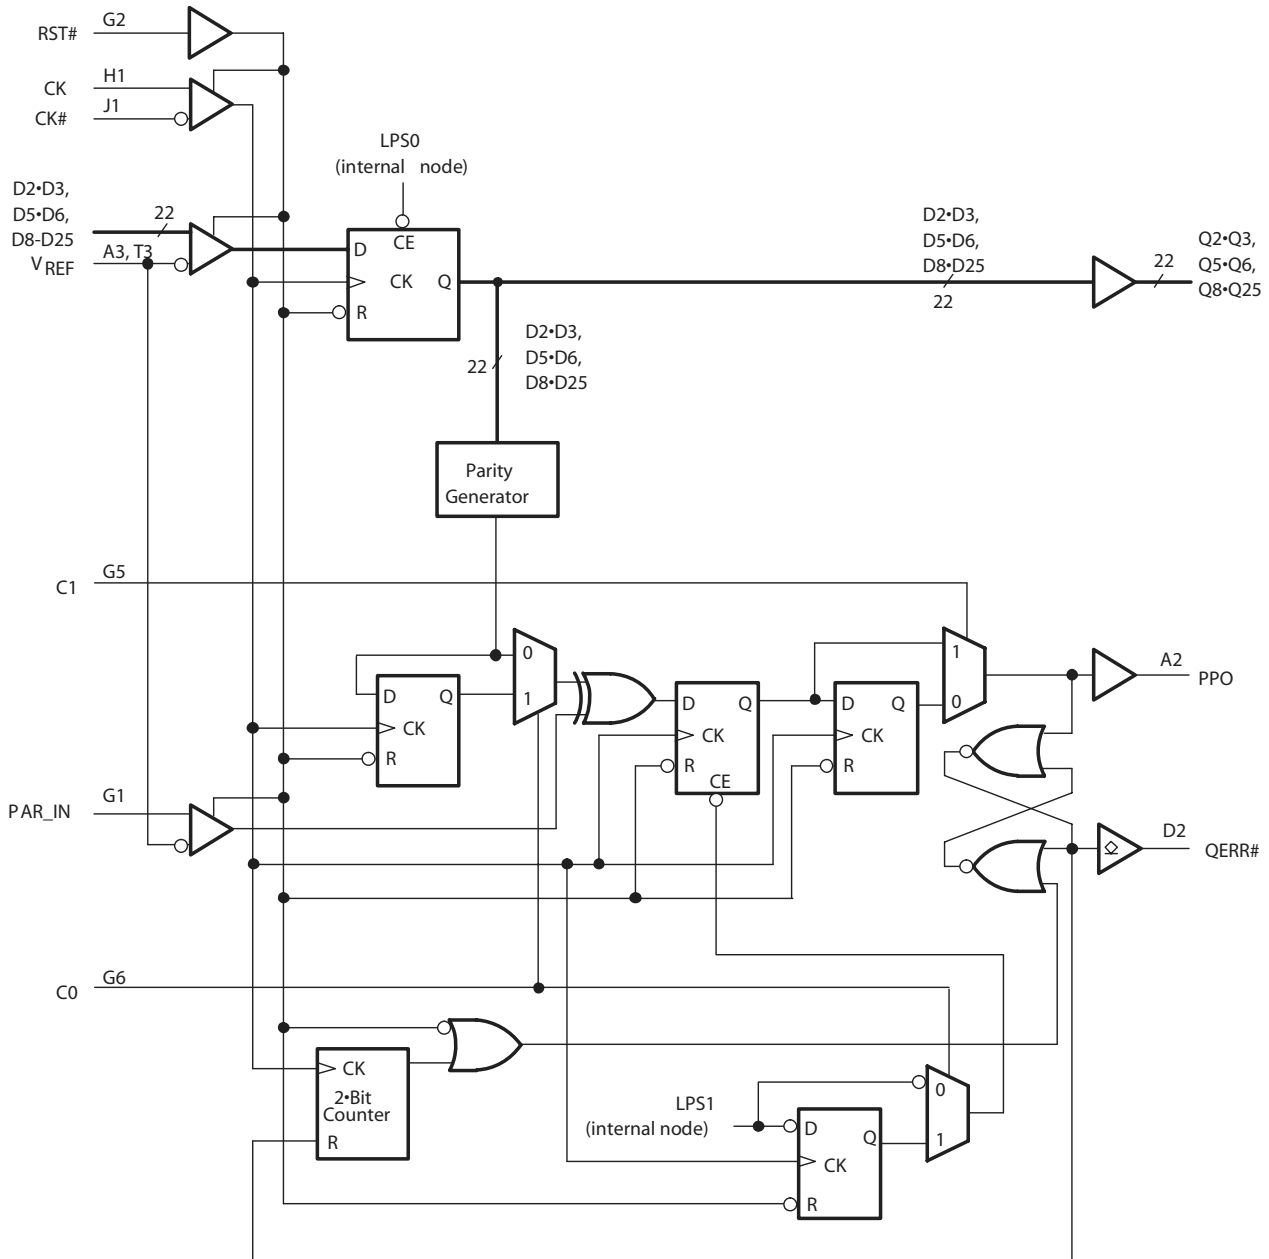 RST#
G2
CK
H1
CK#
J1
LPS0
(internal node)
D2•D3,
D5•D6,
D8-D25
22
VREF
A3, T3
D
CE
CK
Q
R
D2•D3,
D5•D6,
D8•D25
22
22
Q2•Q3,
Q5•Q6,
Q8•Q25
22
D2•D3,
D5•D6,
D8•D25
Parity
Generator
C1
G5
0
1
D
Q
CK
R
D
Q
CK
R
CE
D
Q
CK
R
1
0
A2
PPO
PAR_IN
G1
D2
QERR#
C0
G6
CK
2•Bit
Counter
R
LPS1
(internal node)
D
Q
CK
R
0
1